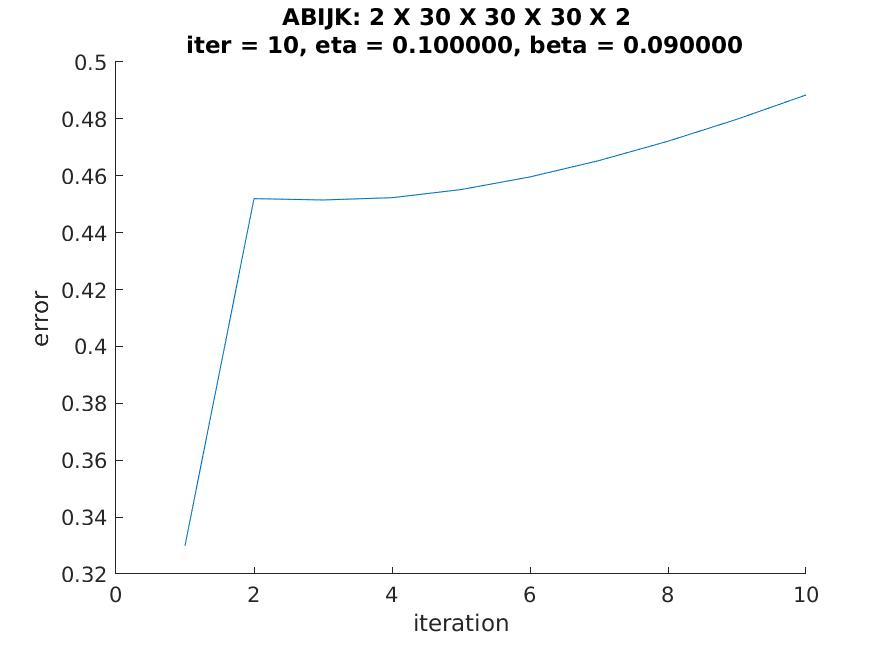 ABIJK: 2 X 30 X 30 X 30 X 2
iter = 10, eta = 0.100000, beta = 0.090000
0.5
0.48
0.46
0.44
0.42
0.4
0.38
0.36
0.34
0.32
error
0 2 4 6 8 10
iteration